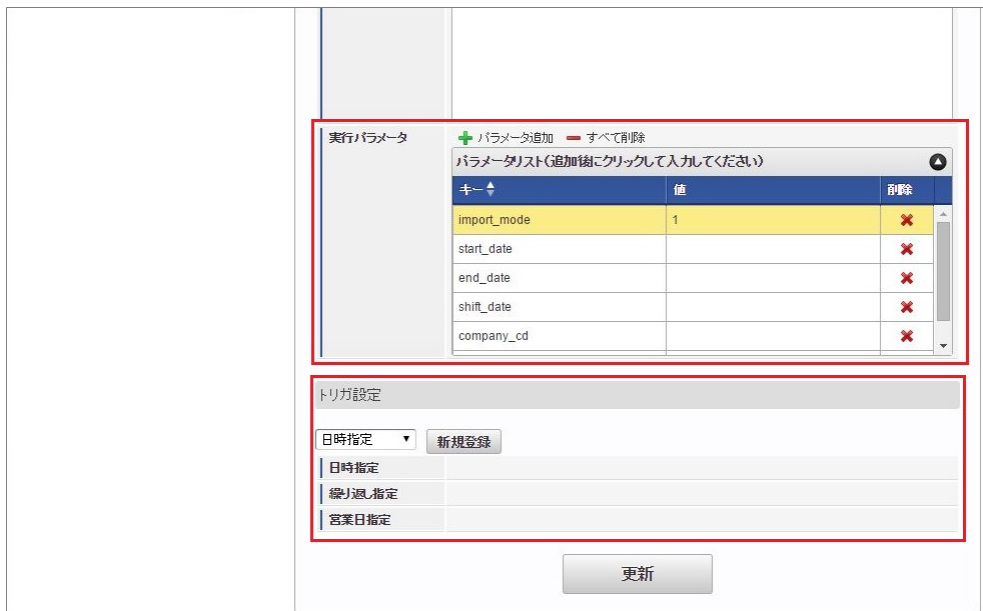 実行パラメータ
パラメータ追加 すべて削除
パラメータリスト(追加後にクリックして入力してください)
キー 値 削除
import_mode 1
start_date
end_date
shift_date
company_cd
トリガ設定
日時指定 新規登録
日時指定
繰り返し指定
営業日指定
更新